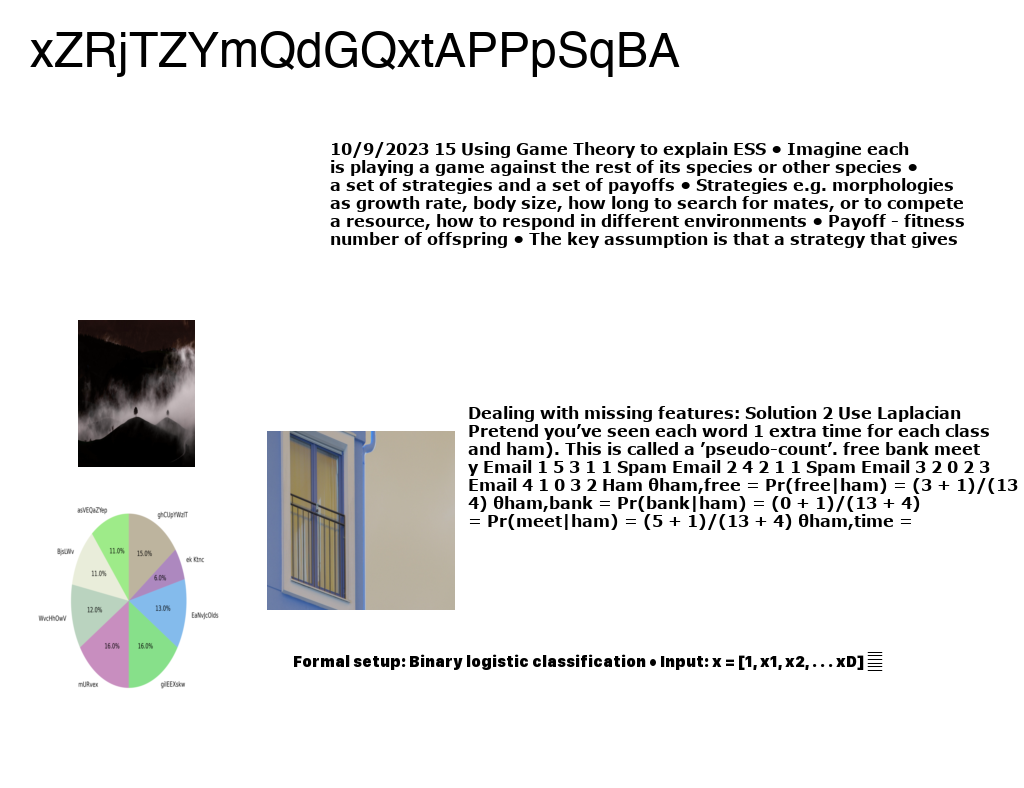 xZRjTZYmQdGQxtAPPpSqBA
10/9/2023 15 Using Game Theory to explain ESS • Imagine each
is playing a game against the rest of its species or other species •
a set of strategies and a set of payoffs • Strategies e.g. morphologies
as growth rate, body size, how long to search for mates, or to compete
a resource, how to respond in different environments • Payoff - fitness
number of offspring • The key assumption is that a strategy that gives
Dealing with missing features: Solution 2 Use Laplacian
Pretend you’ve seen each word 1 extra time for each class
and ham). This is called a ’pseudo-count’. free bank meet
y Email 1 5 3 1 1 Spam Email 2 4 2 1 1 Spam Email 3 2 0 2 3
Email 4 1 0 3 2 Ham θham,free = Pr(free|ham) = (3 + 1)/(13
4) θham,bank = Pr(bank|ham) = (0 + 1)/(13 + 4)
= Pr(meet|ham) = (5 + 1)/(13 + 4) θham,time =
asVEQaZYep
ghCUpYWzlT
11.0%
15.0%
BjsLWv
ek Ktnc
11.0%
6.0%
WvcHhOwV
12.0%
13.0%
EaNvJcOlds
16.0%
16.0%
mURvex
gilEEXskw
Formal setup: Binary logistic classification • Input: x = [1, x1, x2, . . . xD]